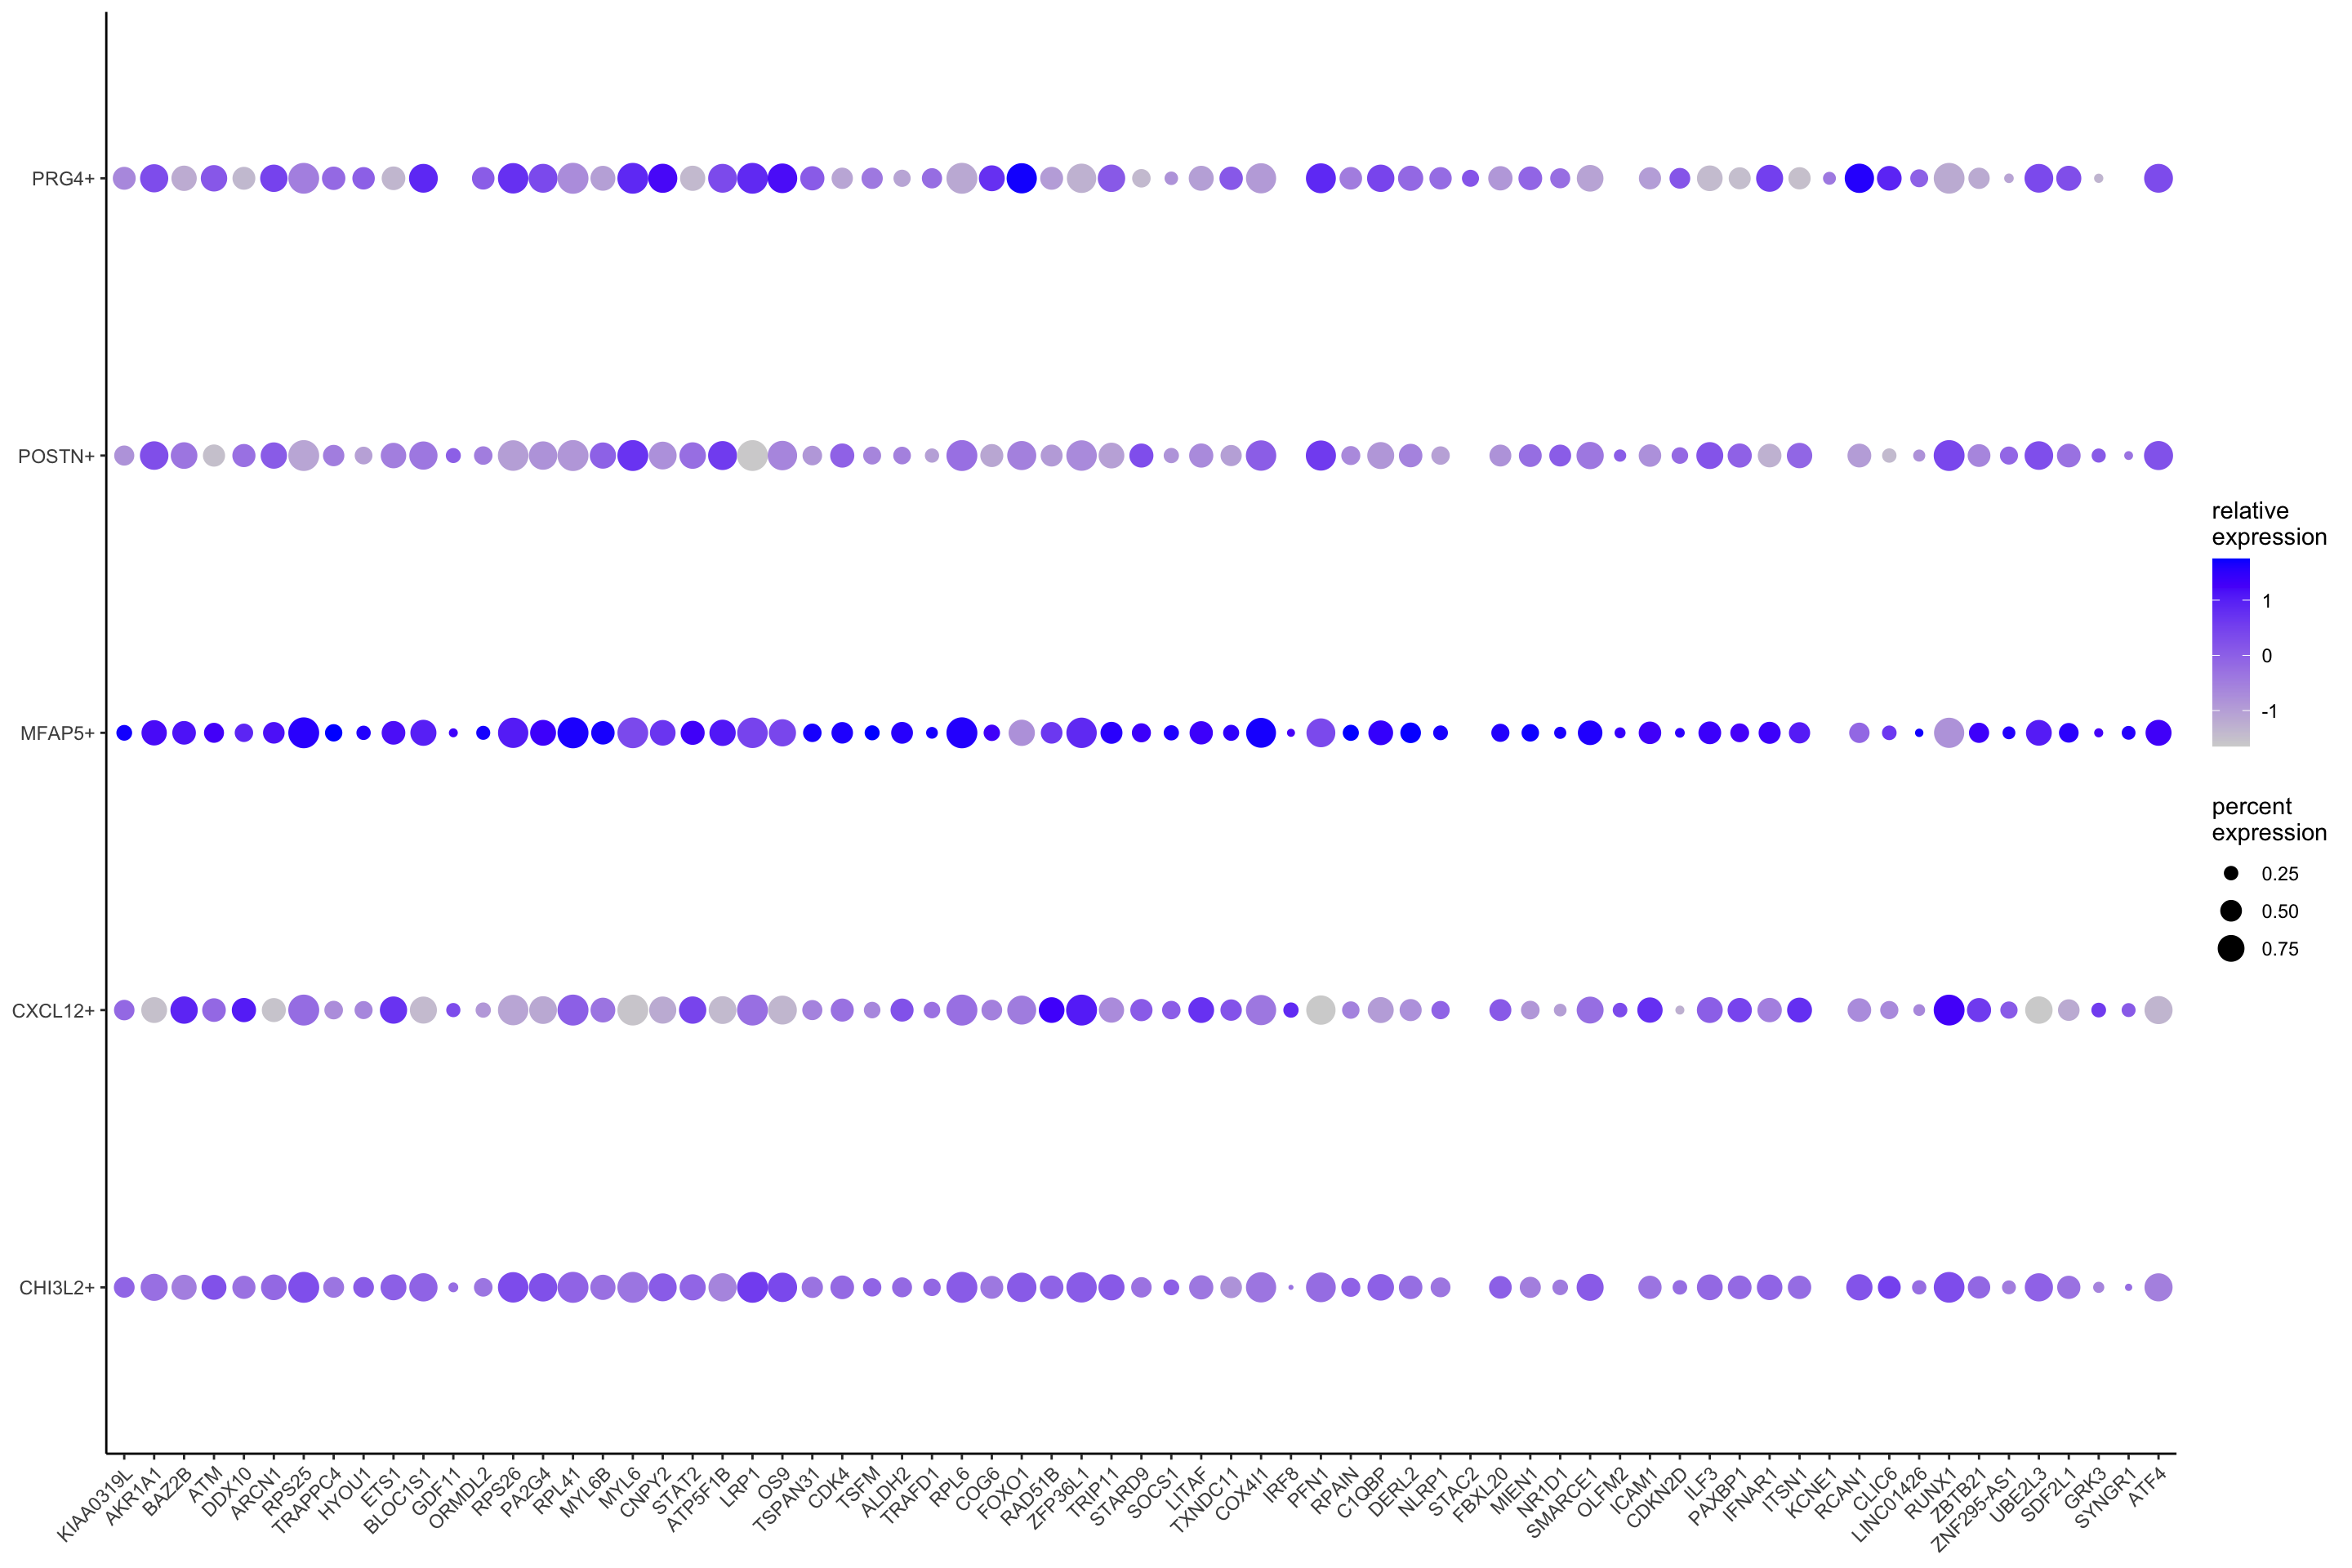 PRG4+
POSTN+
MFAP5+
CXCL12+
CHI3L2+
KIAA0319L
AKR1A1
BAZ2B
ATM
DDX10
ARCN1
RPS25
TRAPPC4
HYOU1
ETS1
BLOC1S1
GDF11
ORMDL2
RPS26
PA2G4
RPL41
MYL6B
MYL6
CNPY2
STAT2
ATP5F1B
LRP1
OS9
TSPAN31
CDK4
TSFM
ALDH2
TRAFD1
RPL6
COG6
FOXO1
RAD51B
ZFP36L1
TRIP11
STARD9
SOCS1
LITAF
TXNDC11
COX4I1
IRF8
PFN1
RPAIN
C1QBP
DERL2
NLRP1
STAC2
FBXL20
MIEN1
NR1D1
SMARCE1
OLFM2
ICAM1
CDKN2D
ILF3
PAXBP1
IFNAR1
ITSN1
KCNE1
RCAN1
CLIC6
LINC01426
RUNX1
ZBTB21
ZNF295-AS1
UBE2L3
SDF2L1
GRK3
SYNGR1
ATF4
relative
expression
1
0
-1
percent
expression
0.25
0.50
0.75